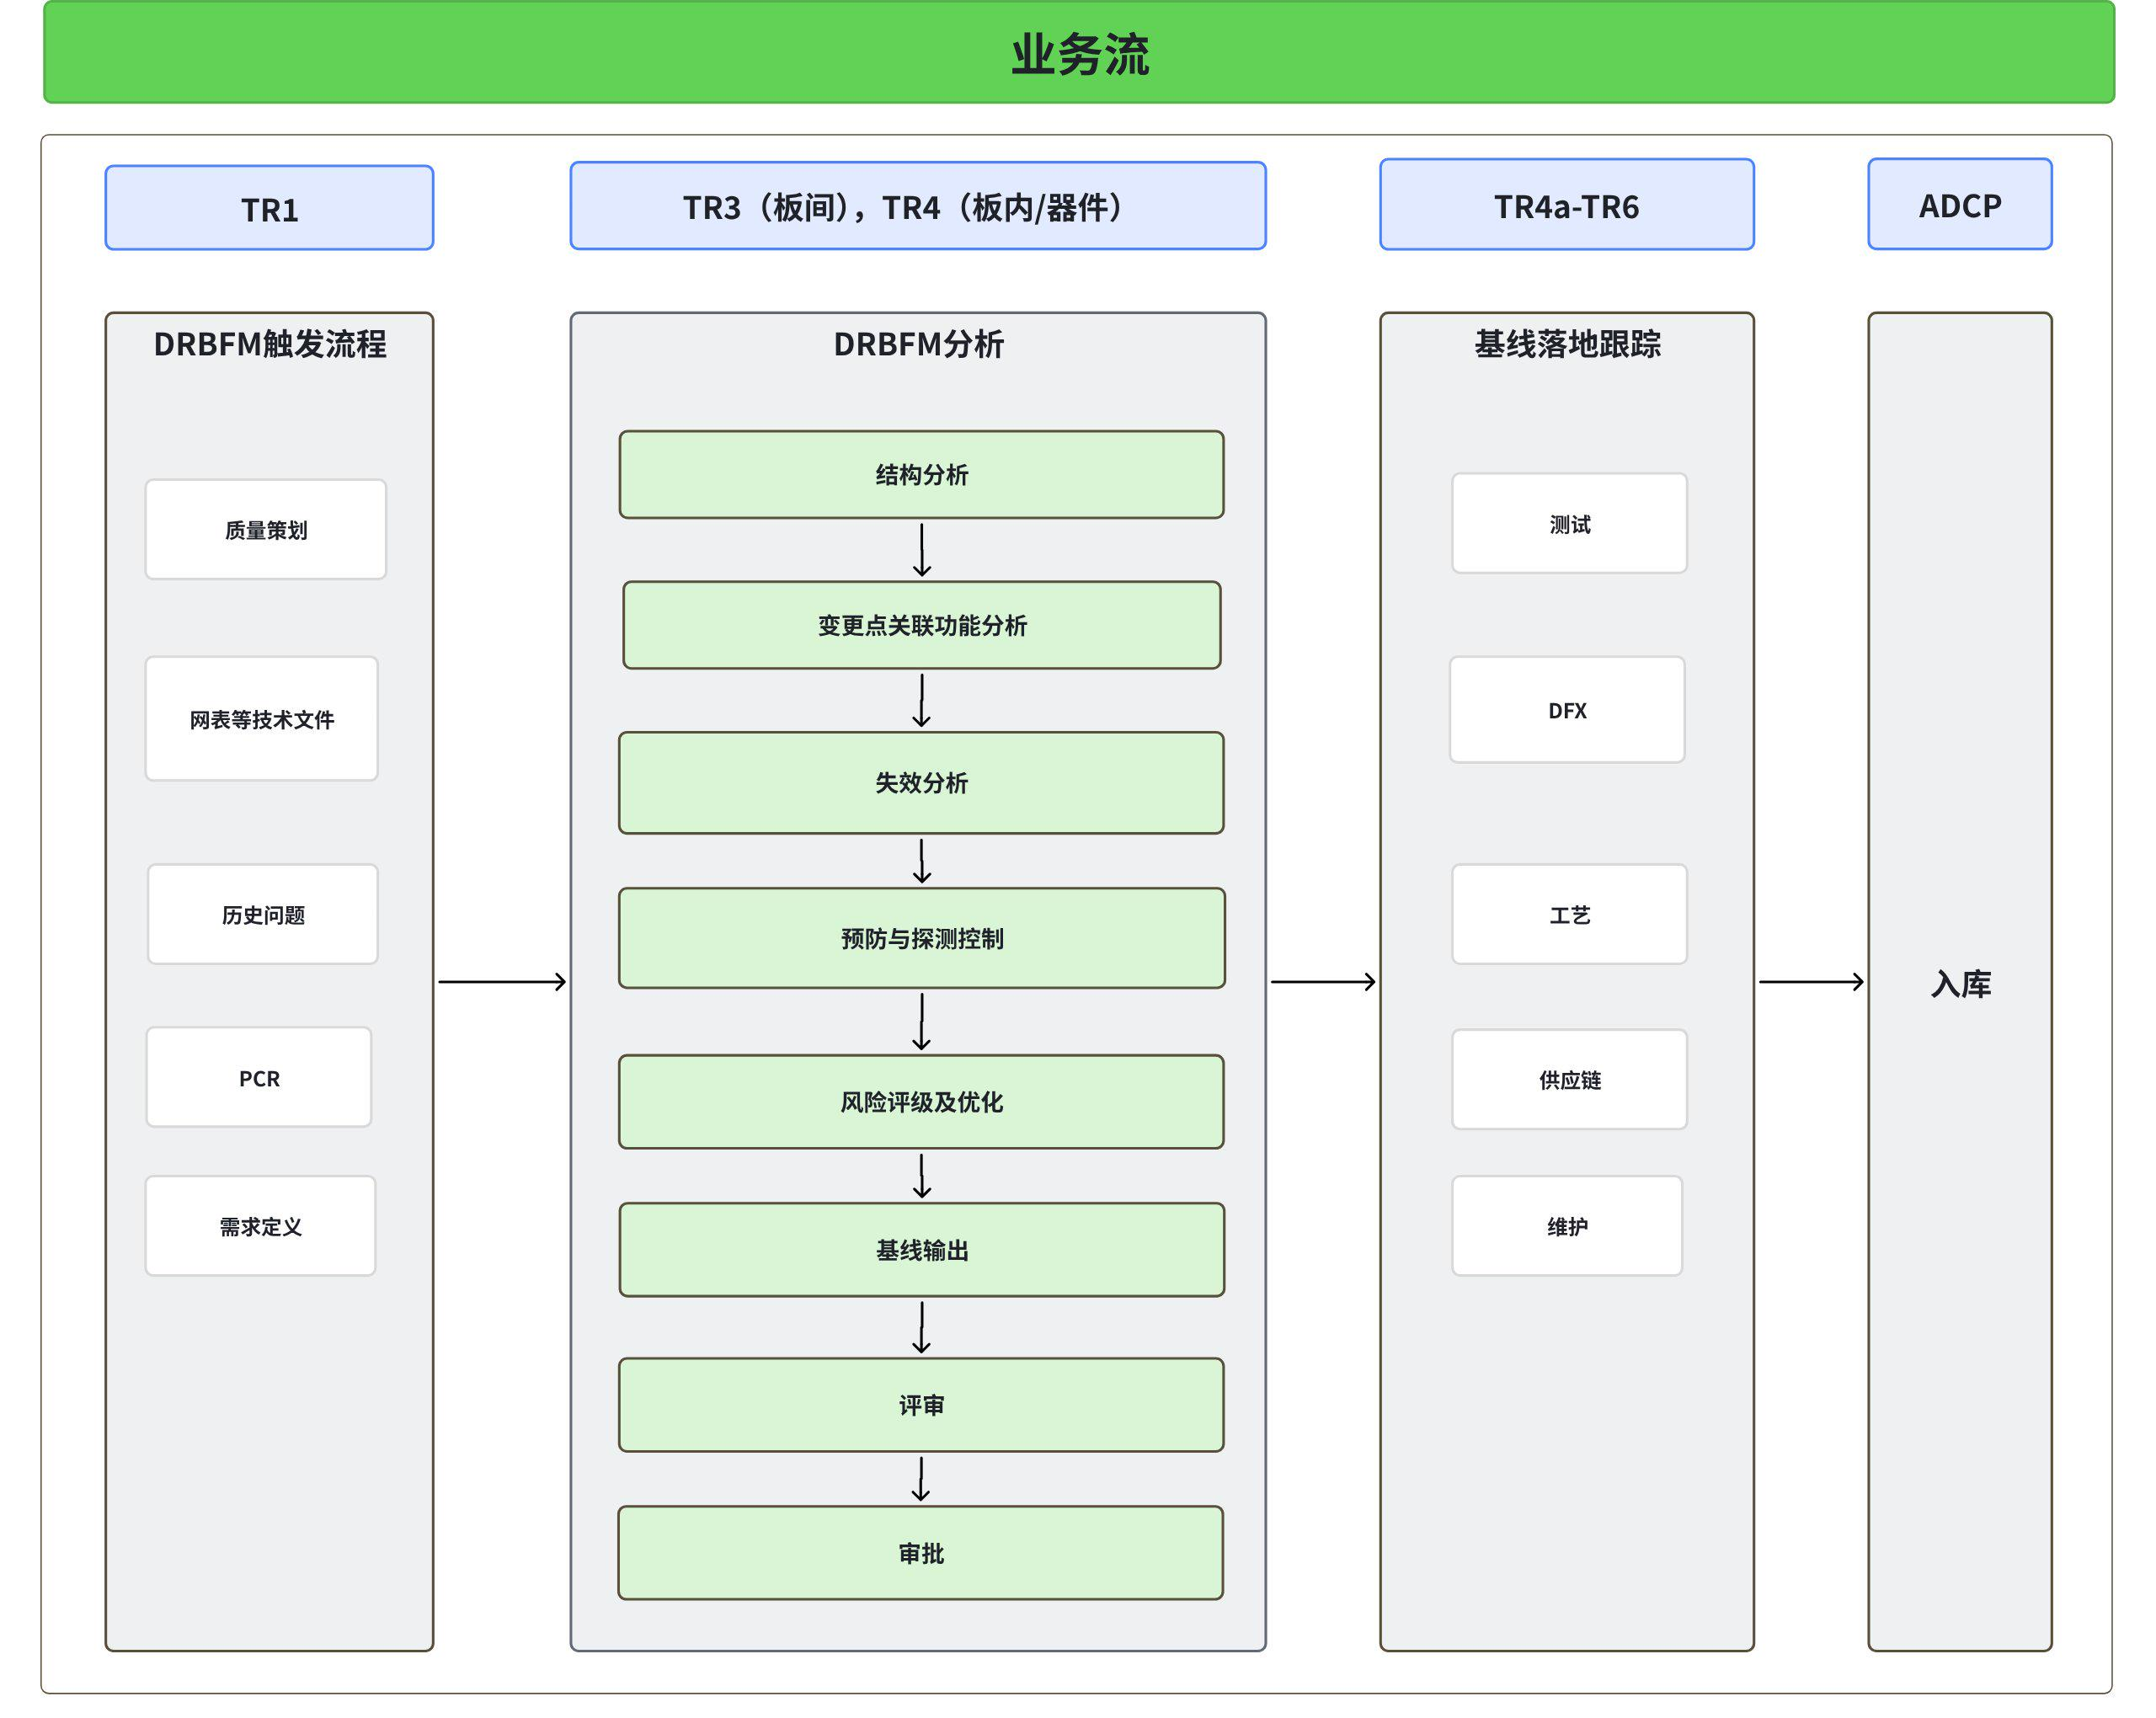 业务流
TR1
TR3（板间），TR4（板内/器件）
TR4a-TR6
ADCP
DRBFM触发流程
质量策划
网表等技术文件
历史问题
PCR
需求定义
DRBFM分析
结构分析
变更点关联功能分析
失效分析
预防与探测控制
风险评级及优化
基线输出
评审
审批
基线落地跟踪
测试
DFX
工艺
供应链
维护
入库